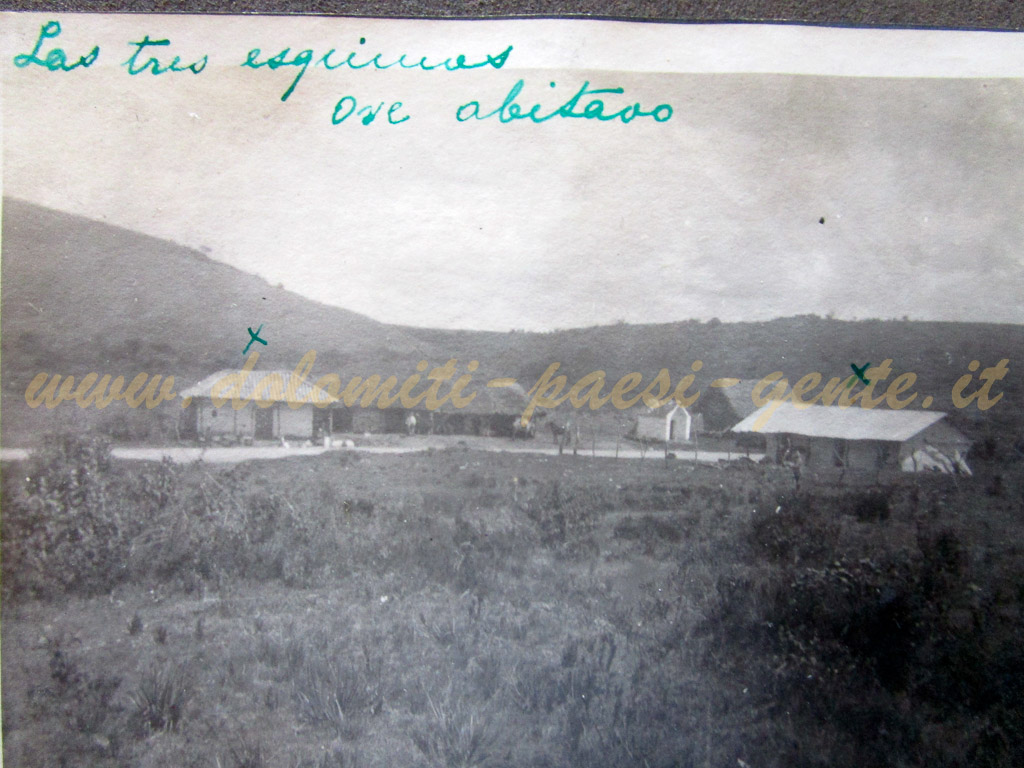 Las tres esquinas
ove abitavo
x
x
www.dolomiti-paesi-gente.it